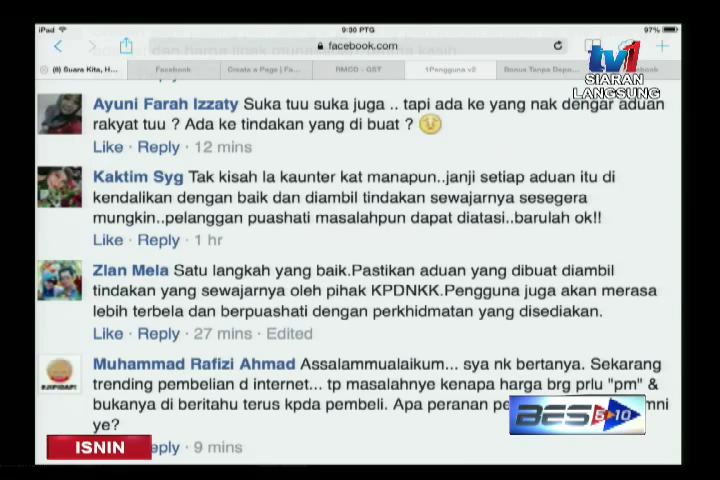 iPad
9:30 PTG
97%
facebook.com
tv1
SIARAN
LANGSUNG
(8) Suara Kita, H...
Facebook
Create a Page | Fa...
RMCD - GST
1Pengguna v2
Bonus Tanpa Depo...
Ayuni Farah Izzaty Suka tuu suka juga .. tapi ada ke yang nak dengar aduan
rakyat tuu ? Ada ke tindakan yang di buat ?
Like · Reply · 12 mins
Kaktim Syg Tak kisah la kaunter kat manapun..janji setiap aduan itu di
kendalikan dengan baik dan diambil tindakan sewajarnya sesegera
mungkin..pelanggan puashati masalahpun dapat diatasi..barulah ok!!
Like · Reply · 1 hr
Zlan Mela Satu langkah yang baik.Pastikan aduan yang dibuat diambil
tindakan yang sewajarnya oleh pihak KPDNKK.Pengguna juga akan merasa
lebih terbela dan berpuashati dengan perkhidmatan yang disediakan.
Like · Reply · 27 mins · Edited
Muhammad Rafizi Ahmad Assalammualaikum... sya nk bertanya. Sekarang
trending pembelian d internet... tp masalahnye kenapa harga brg prlu "pm" &
bukanya di beritahu terus kpda pembeli. Apa peranan
ye?
Reply · 9 mins
BES 5:10
ISNIN